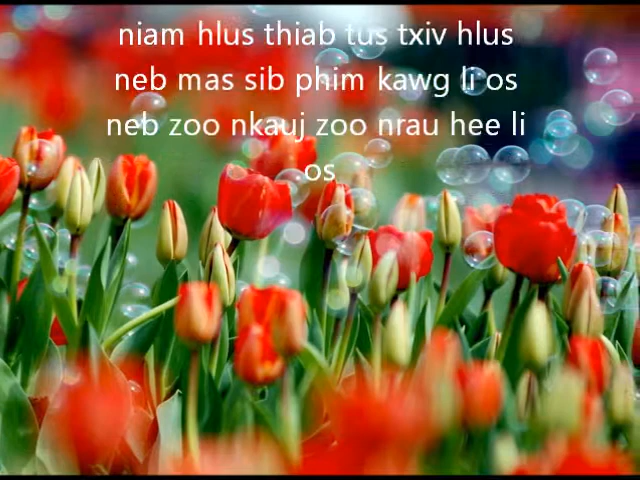 niam hlus thiab tus txiv hlus
neb mas sib phim kawg li os
neb zoo nkauj zoo nrau hee li
os